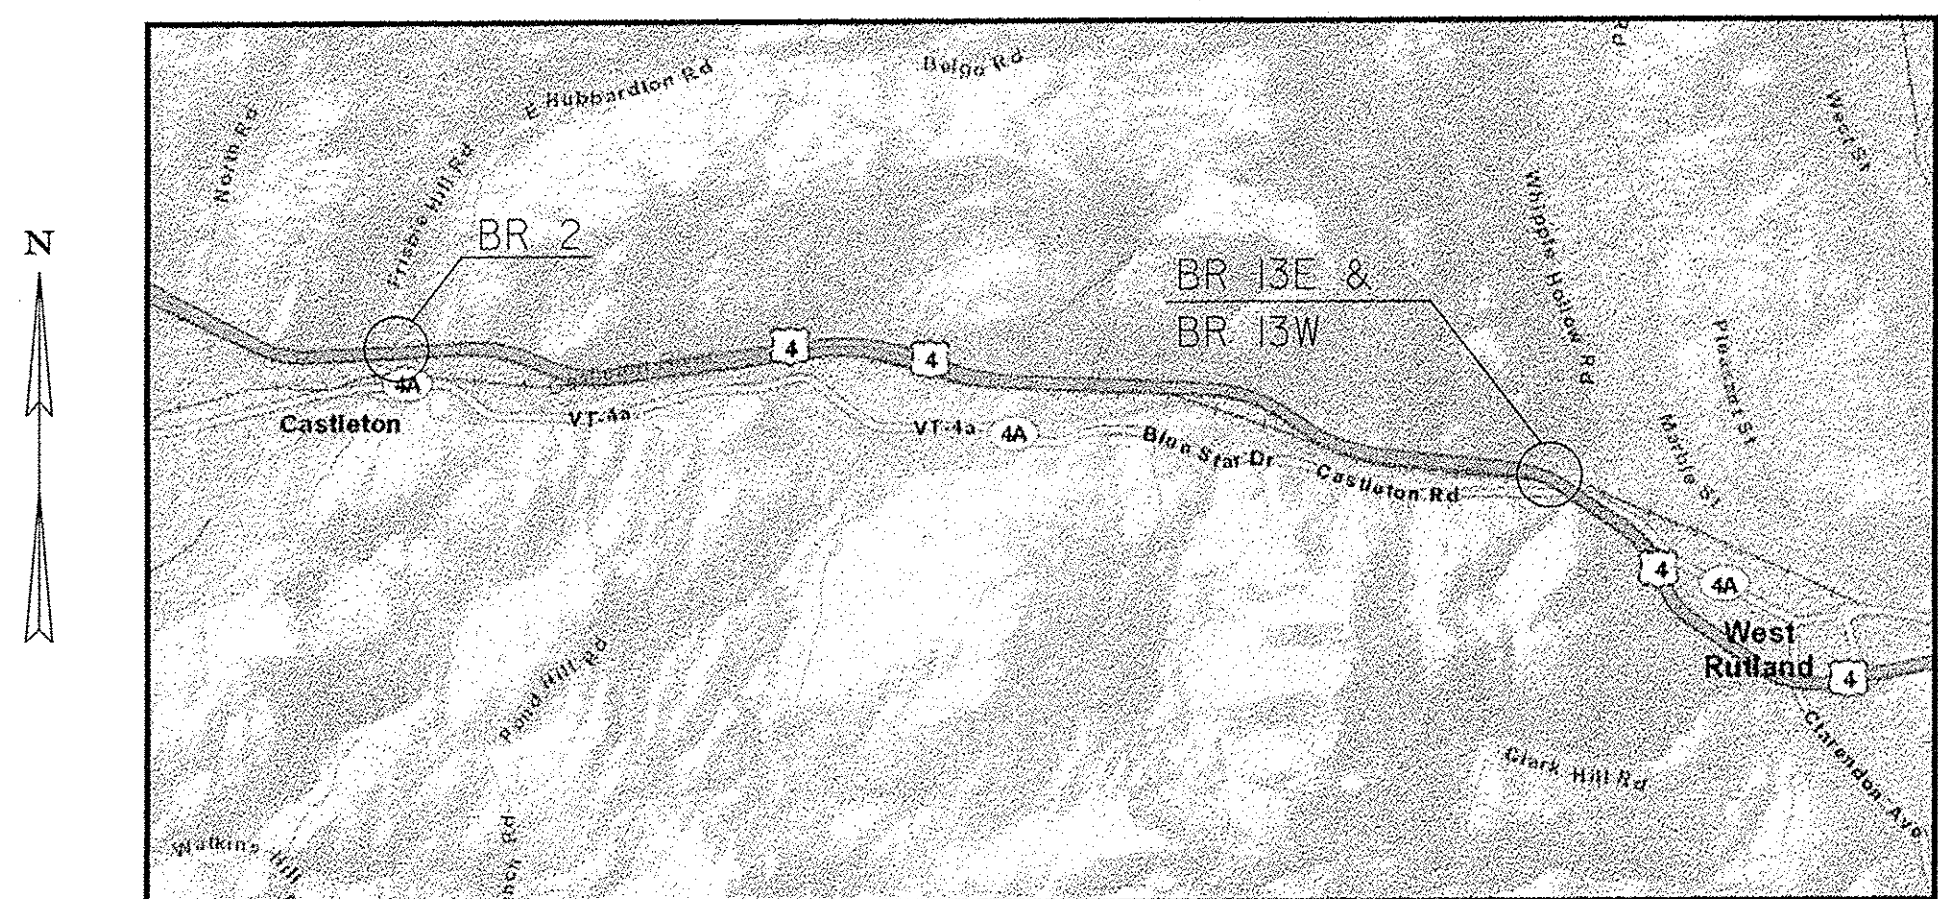 E Hubbardton Rd
Belgo Rd
North Rd
West St
Hill Rd
N
BR 2
Whipple Hollow Rd
BR 13E &
BR 13W
4
4
4A
Castleton
VT-4a
VT-4a
4A
Pleasant St
Marble St
Blue Star Dr
Castleton Rd
4
4A
West
Rutland
4
Pond Hill Rd
Clarendon Ave
Clark Hill Rd
Watkins Hill
Rd